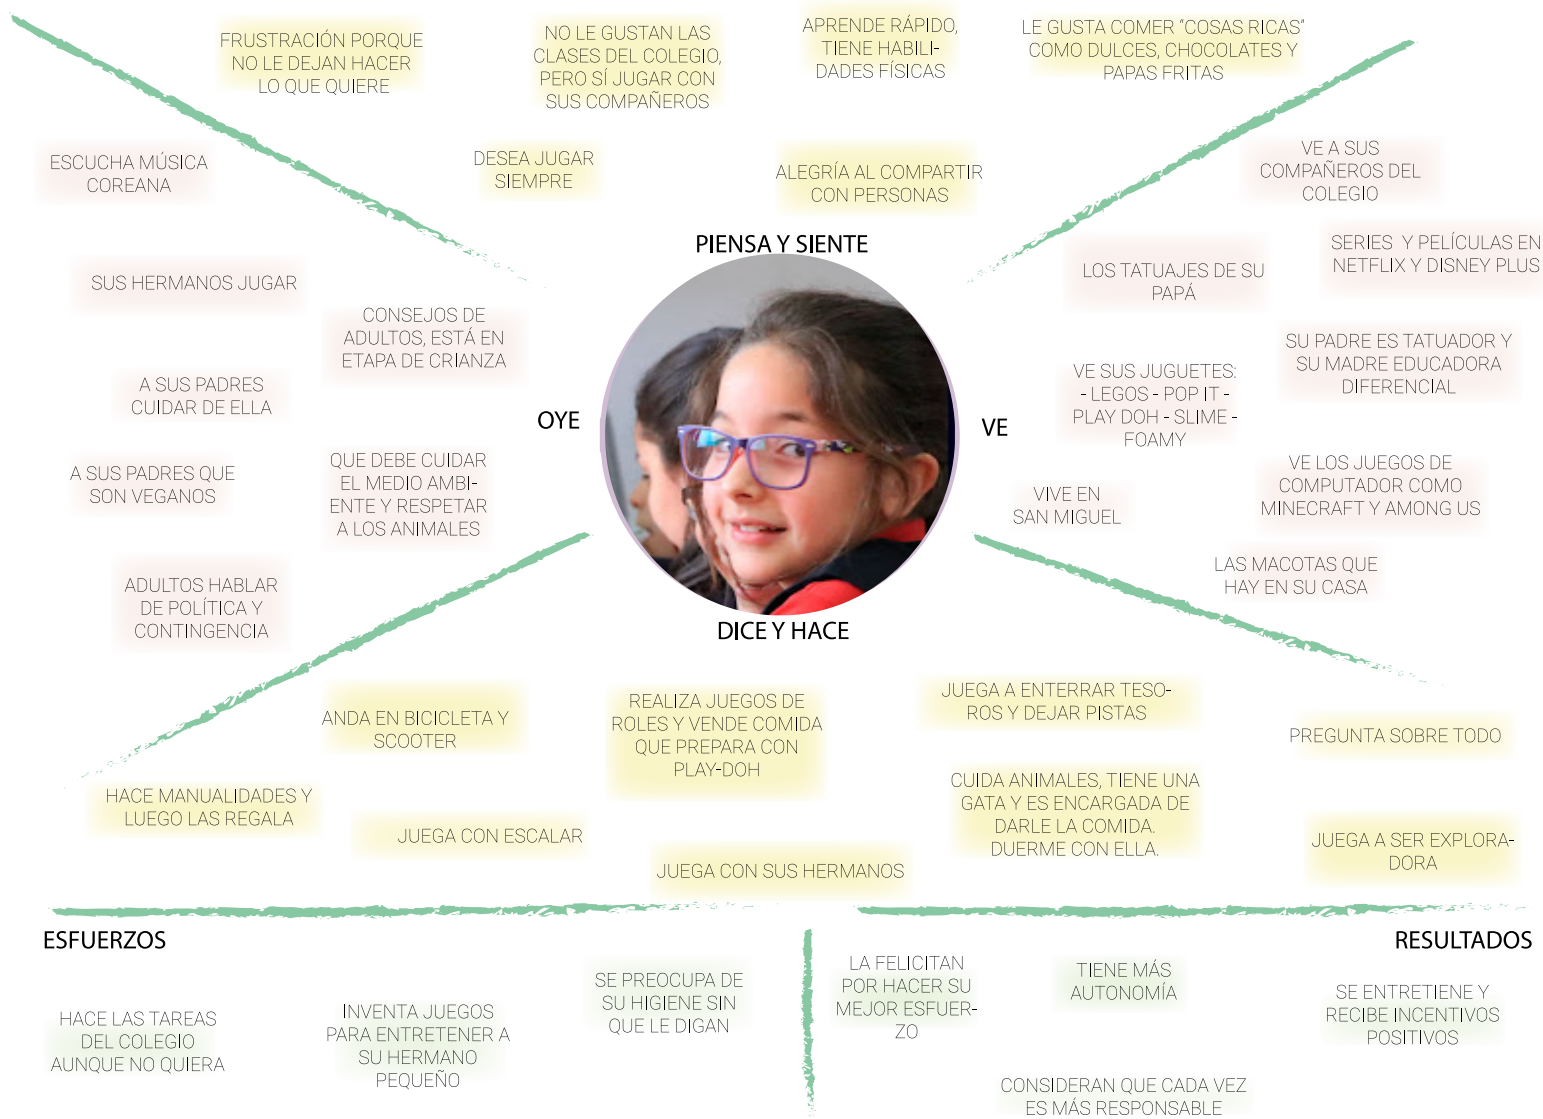 FRUSTRACIÓN PORQUE
NO LE DEJAN HACER
LO QUE QUIERE
NO LE GUSTAN LAS
CLASES DEL COLEGIO,
PERO SÍ JUGAR CON
SUS COMPAÑEROS
APRENDE RÁPIDO,
TIENE HABILI-
DADES FÍSICAS
LE GUSTA COMER “COSAS RICAS”
COMO DULCES, CHOCOLATES Y
PAPAS FRITAS
DESEA JUGAR
SIEMPRE
ALEGRÍA AL COMPARTIR
CON PERSONAS
PIENSA Y SIENTE
ESCUCHA MÚSICA
COREANA
SUS HERMANOS JUGAR
CONSEJOS DE
ADULTOS, ESTÁ EN
ETAPA DE CRIANZA
A SUS PADRES
CUIDAR DE ELLA
OYE
A SUS PADRES QUE
SON VEGANOS
QUE DEBE CUIDAR
EL MEDIO AMBI-
ENTE Y RESPETAR
A LOS ANIMALES
ADULTOS HABLAR
DE POLÍTICA Y
CONTINGENCIA
VE A SUS
COMPAÑEROS DEL
COLEGIO
SERIES Y PELÍCULAS EN
NETFLIX Y DISNEY PLUS
LOS TATUAJES DE SU
PAPÁ
SU PADRE ES TATUADOR Y
SU MADRE EDUCADORA
DIFERENCIAL
VE SUS JUGUETES:
- LEGOS - POP IT -
PLAY DOH - SLIME -
FOAMY
VE
VE LOS JUEGOS DE
COMPUTADOR COMO
MINECRAFT Y AMONG US
VIVE EN
SAN MIGUEL
LAS MACOTAS QUE
HAY EN SU CASA
DICE Y HACE
ANDA EN BICICLETA Y
SCOOTER
REALIZA JUEGOS DE
ROLES Y VENDE COMIDA
QUE PREPARA CON
PLAY-DOH
JUEGA A ENTERRAR TESO-
ROS Y DEJAR PISTAS
PREGUNTA SOBRE TODO
HACE MANUALIDADES Y
LUEGO LAS REGALA
JUEGA CON ESCALAR
CUIDA ANIMALES, TIENE UNA
GATA Y ES ENCARGADA DE
DARLE LA COMIDA.
DUERME CON ELLA.
JUEGA A SER EXPLORA-
DORA
JUEGA CON SUS HERMANOS
ESFUERZOS
HACE LAS TAREAS
DEL COLEGIO
AUNQUE NO QUIERA
INVENTA JUEGOS
PARA ENTRETENER A
SU HERMANO
PEQUEÑO
SE PREOCUPA DE
SU HIGIENE SIN
QUE LE DIGAN
RESULTADOS
LA FELICITAN
POR HACER SU
MEJOR ESFUER-
ZO
TIENE MÁS
AUTONOMÍA
SE ENTRETIENE Y
RECIBE INCENTIVOS
POSITIVOS
CONSIDERAN QUE CADA VEZ
ES MÁS RESPONSABLE